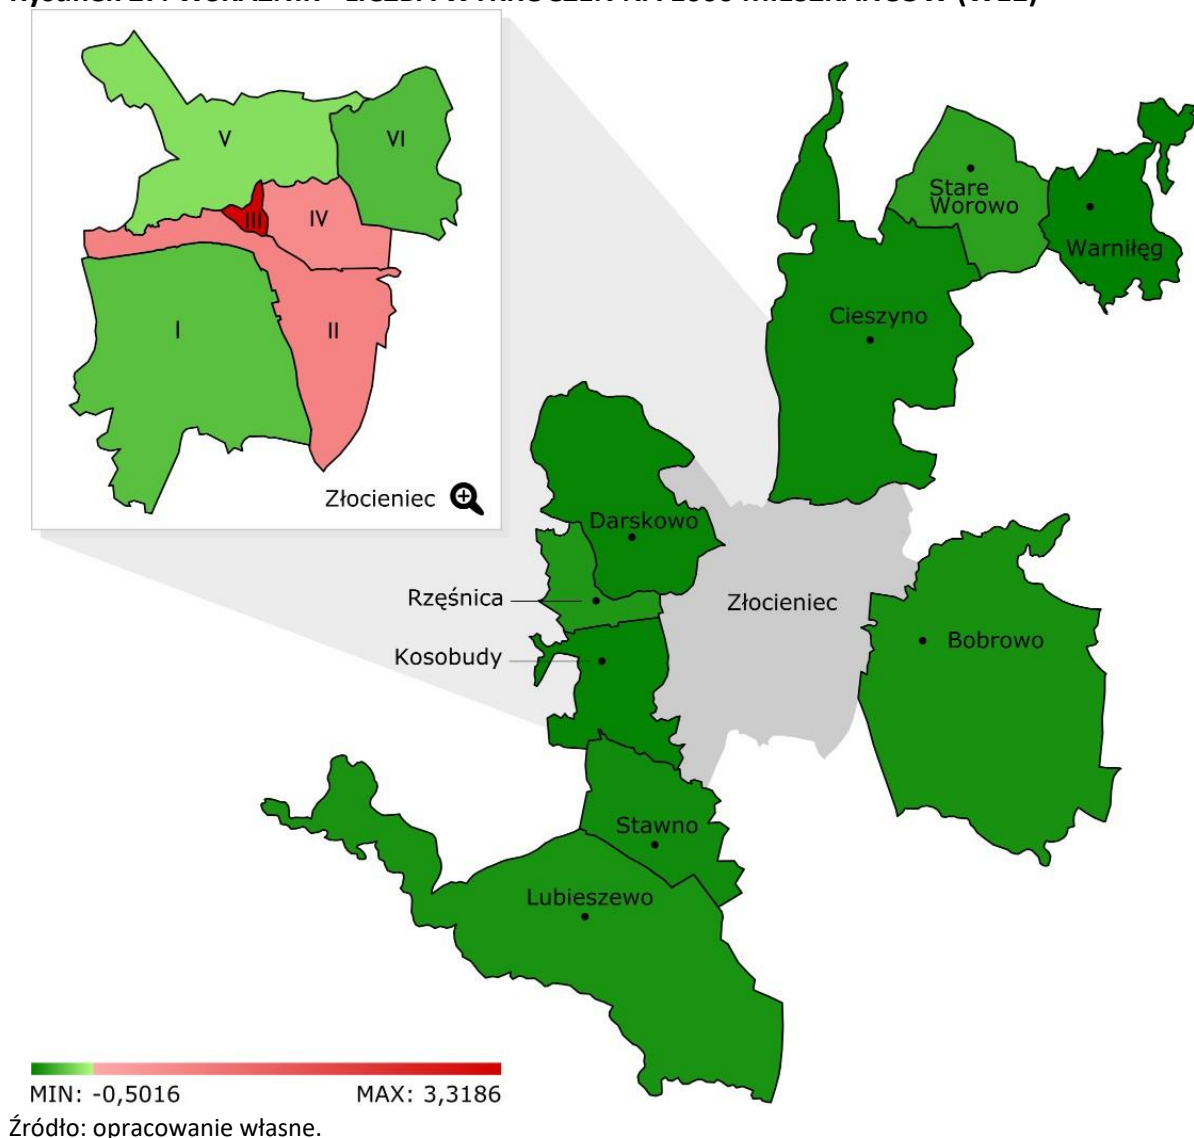 V
VI
III
IV
I
II
Złocieniec
Stare
Worowo
Warniłęg
Cieszyno
Darskowo
Rzęśnica
Złocieniec
Kosobudy
Bobrowo
Stawno
Lubieszewo
MIN: -0,5016
MAX: 3,3186
Źródło: opracowanie własne.